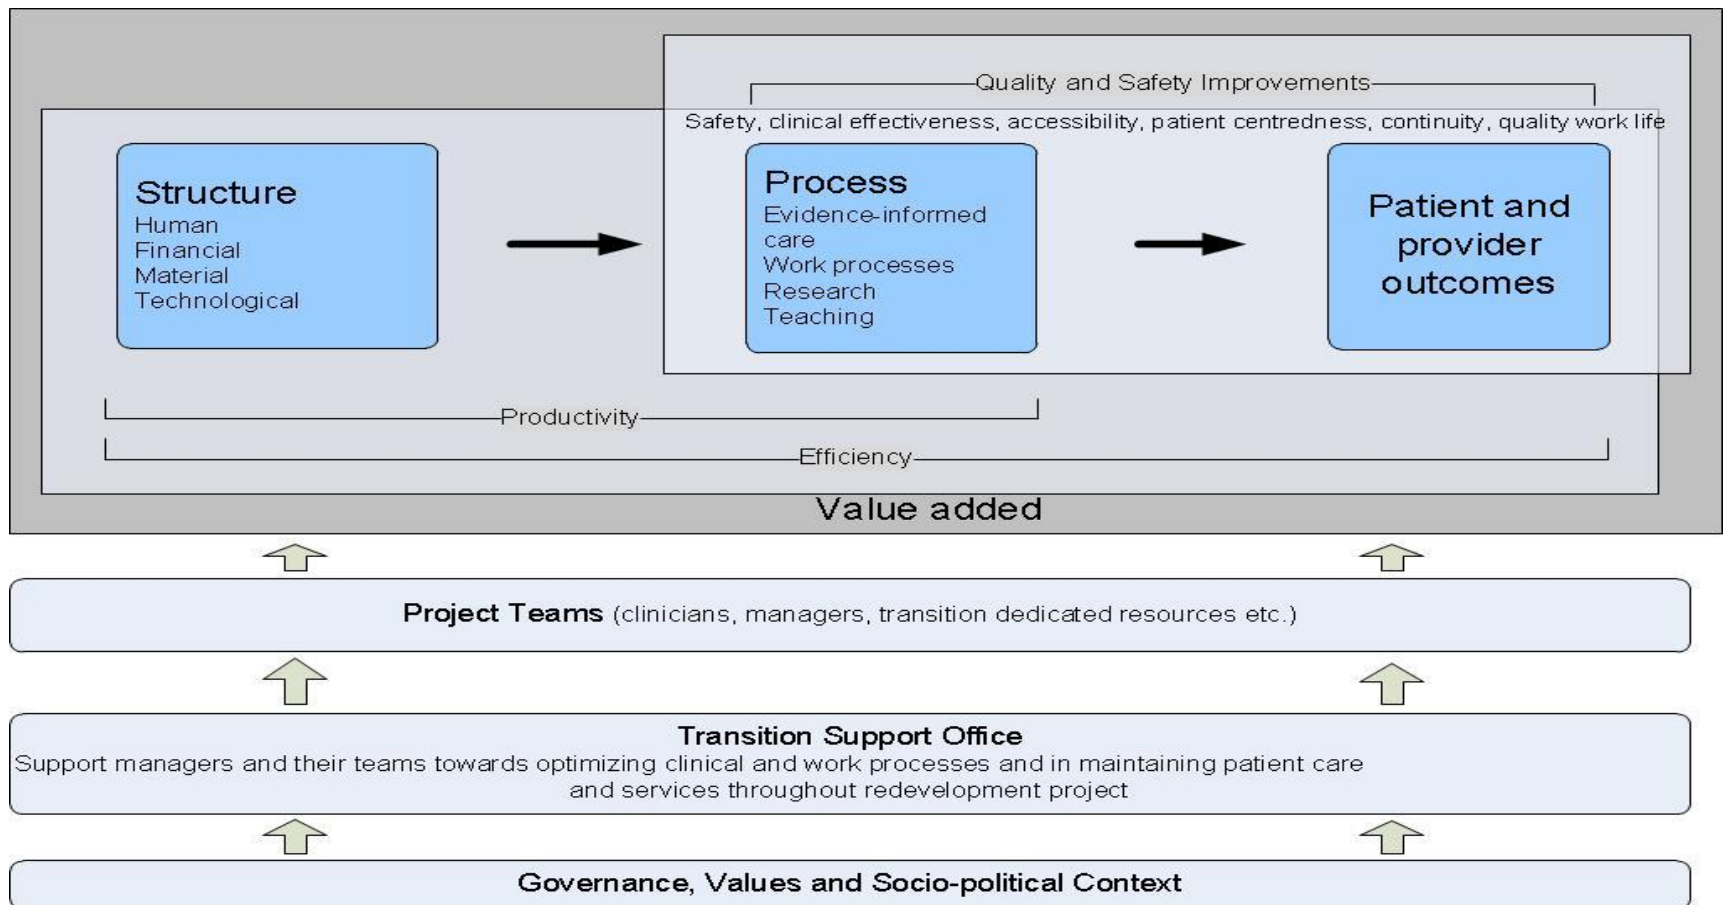 Quality and Safety Improvements
Safety, clinical effectiveness, accessibility, patient centredness, continuity, quality work life
Structure
Human
Financial
Material
Technological
Process
Evidence-informed
care
Work processes
Research
Teaching
Patient and
provider
outcomes
Productivity
Efficiency
Value added
Project Teams (clinicians, managers, transition dedicated resources etc.)
Transition Support Office
Support managers and their teams towards optimizing clinical and work processes and in maintaining patient care
and services throughout redevelopment project
Governance, Values and Socio-political Context